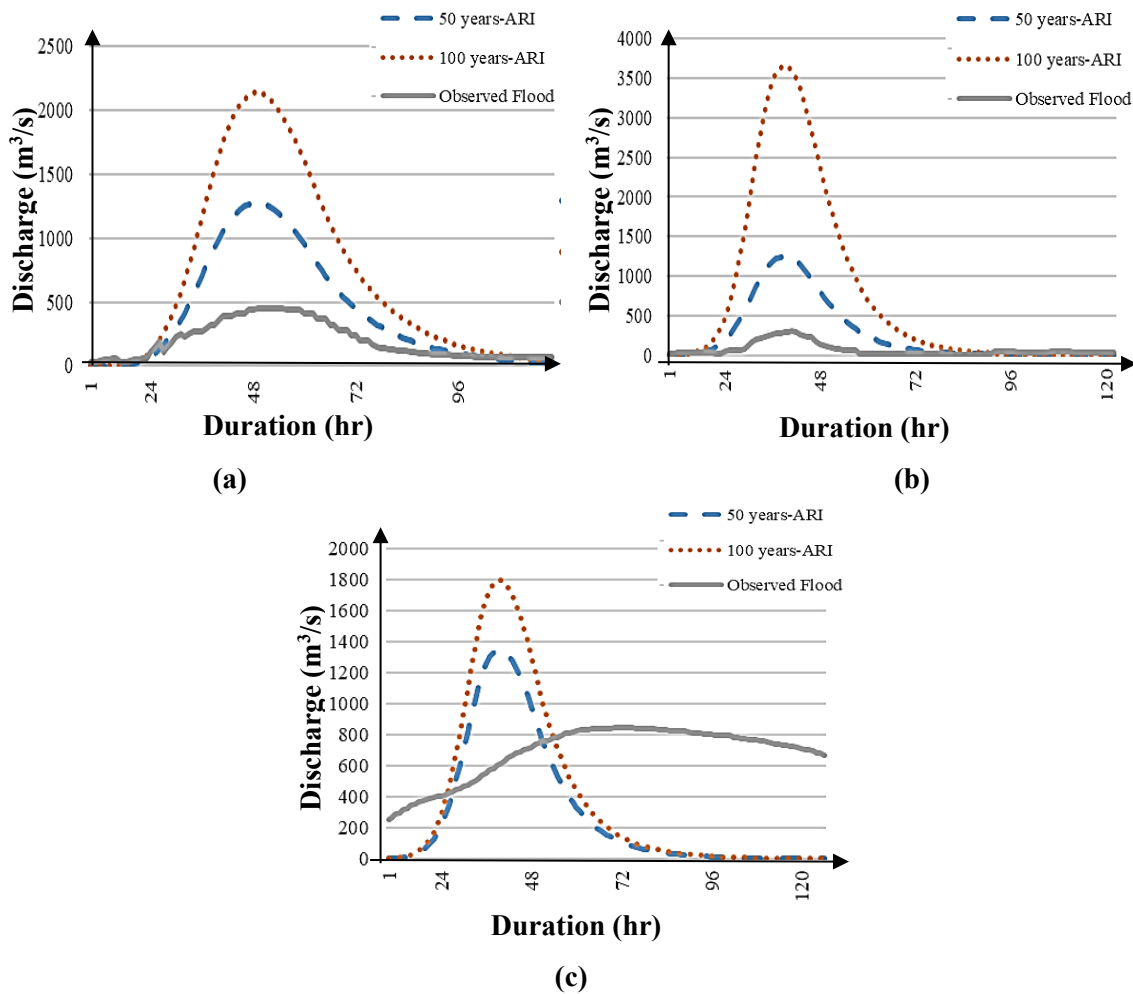 50 years-ARI
100 years-ARI
Observed Flood
2500
2000
1500
1000
500
0
Discharge (m³/s)
1
24
48
72
96
Duration (hr)
(a)
50 years-ARI
100 years-ARI
Observed Flood
4000
3500
3000
2500
2000
1500
1000
500
0
Discharge (m³/s)
1
24
48
72
96
120
Duration (hr)
(b)
50 years-ARI
100 years-ARI
Observed Flood
2000
1800
1600
1400
1200
1000
800
600
400
200
0
Discharge (m³/s)
1
24
48
72
96
120
Duration (hr)
(c)